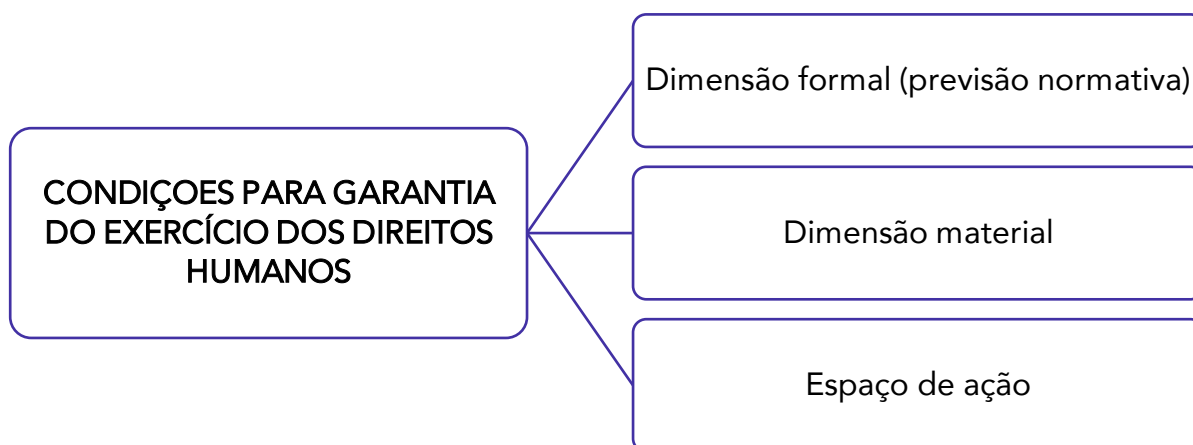 CONDIÇOES PARA GARANTIA
DO EXERCÍCIO DOS DIREITOS
HUMANOS
Dimensão formal (previsão normativa)
Dimensão material
Espaço de ação